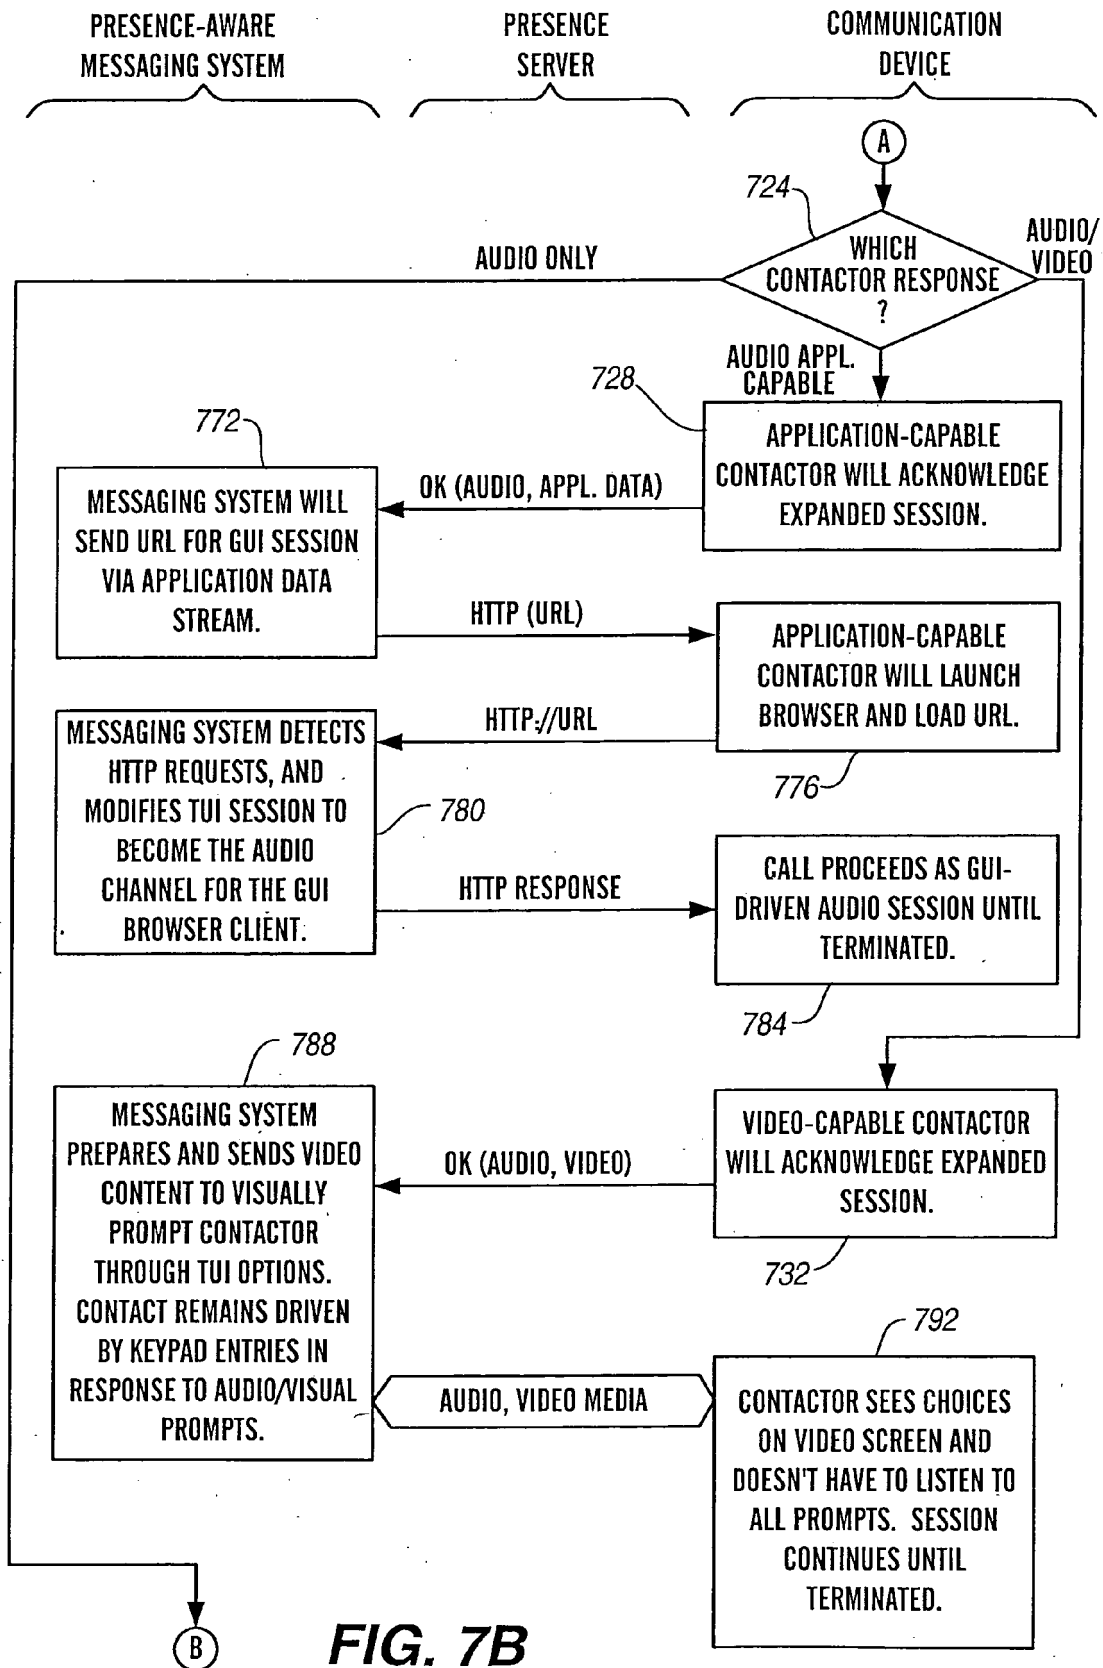 PRESENCE-AWARE
MESSAGING SYSTEM
PRESENCE
SERVER
COMMUNICATION
DEVICE
A
724
WHICH
CONTACTOR RESPONSE
?
AUDIO ONLY
AUDIO/
VIDEO
AUDIO APPL.
CAPABLE
728
APPLICATION-CAPABLE
CONTACTOR WILL ACKNOWLEDGE
EXPANDED SESSION.
OK (AUDIO, APPL. DATA)
772
MESSAGING SYSTEM WILL
SEND URL FOR GUI SESSION
VIA APPLICATION DATA
STREAM.
HTTP (URL)
APPLICATION-CAPABLE
CONTACTOR WILL LAUNCH
BROWSER AND LOAD URL.
776
HTTP://URL
MESSAGING SYSTEM DETECTS
HTTP REQUESTS, AND
MODIFIES TUI SESSION TO
BECOME THE AUDIO
CHANNEL FOR THE GUI
BROWSER CLIENT.
780
HTTP RESPONSE
CALL PROCEEDS AS GUI-
DRIVEN AUDIO SESSION UNTIL
TERMINATED.
784
788
MESSAGING SYSTEM
PREPARES AND SENDS VIDEO
CONTENT TO VISUALLY
PROMPT CONTACTOR
THROUGH TUI OPTIONS.
CONTACT REMAINS DRIVEN
BY KEYPAD ENTRIES IN
RESPONSE TO AUDIO/VISUAL
PROMPTS.
OK (AUDIO, VIDEO)
VIDEO-CAPABLE CONTACTOR
WILL ACKNOWLEDGE EXPANDED
SESSION.
732
AUDIO, VIDEO MEDIA
792
CONTACTOR SEES CHOICES
ON VIDEO SCREEN AND
DOESN'T HAVE TO LISTEN TO
ALL PROMPTS. SESSION
CONTINUES UNTIL
TERMINATED.
B
FIG. 7B